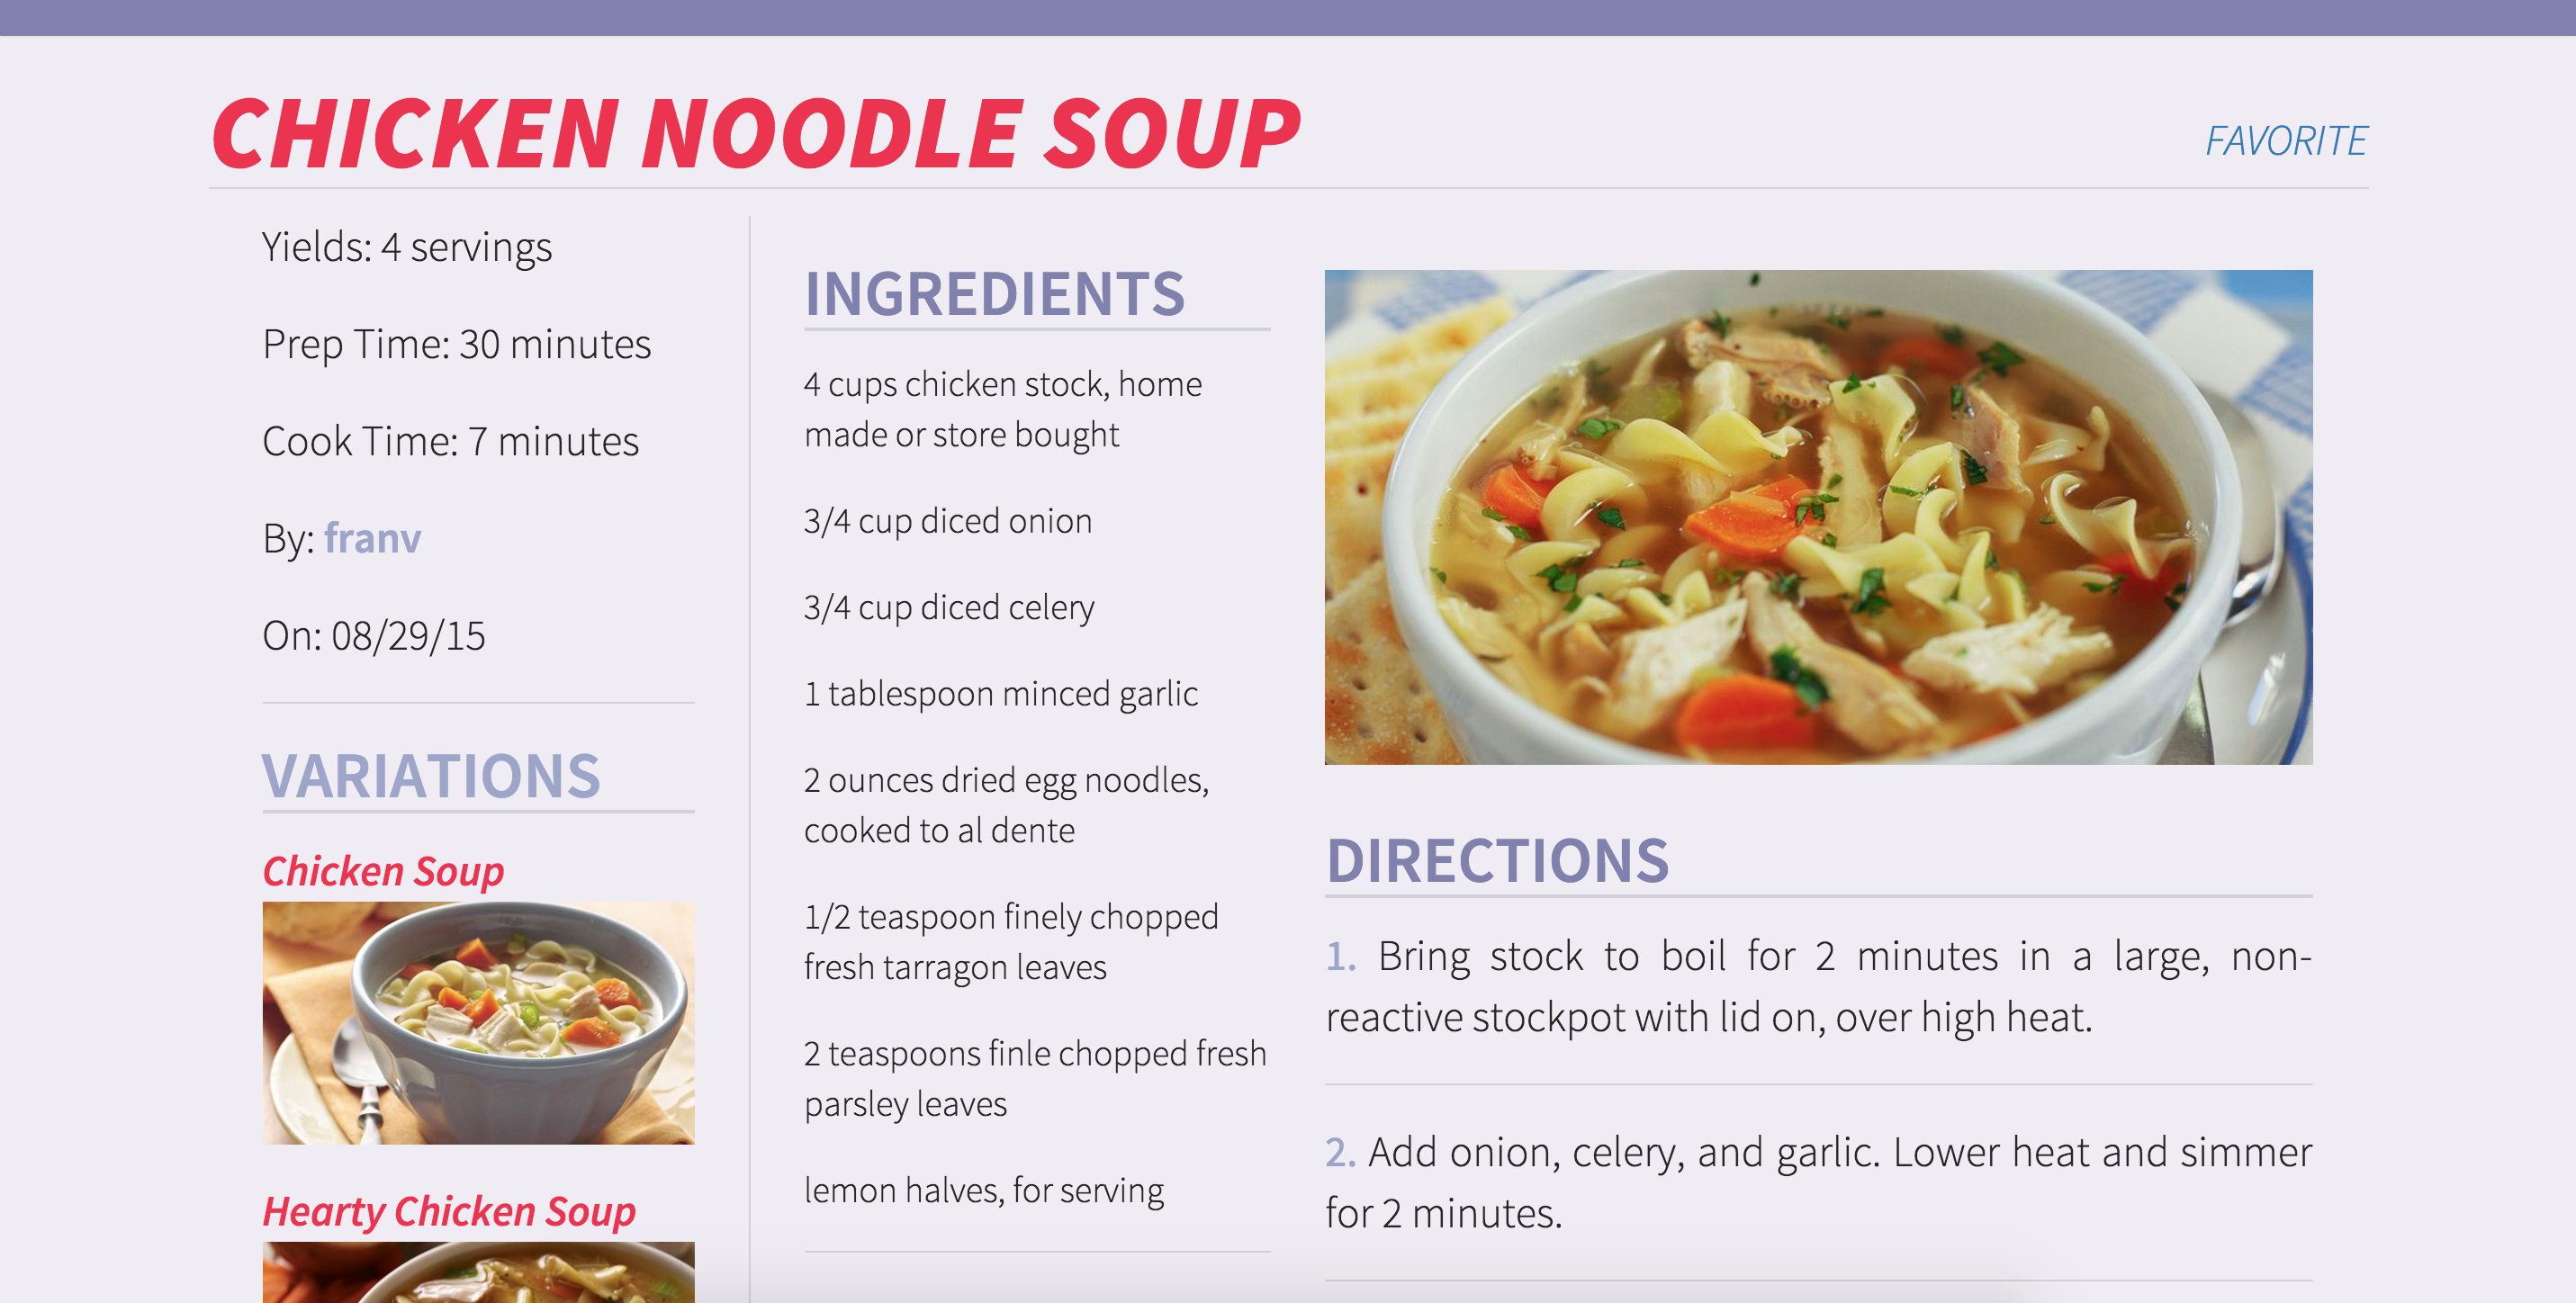 CHICKEN NOODLE SOUP
FAVORITE
Yields: 4 servings
Prep Time: 30 minutes
Cook Time: 7 minutes
By: franv
On: 08/29/15
VARIATIONS
Chicken Soup
Hearty Chicken Soup
INGREDIENTS
4 cups chicken stock, home
made or store bought
3/4 cup diced onion
3/4 cup diced celery
1 tablespoon minced garlic
2 ounces dried egg noodles,
cooked to al dente
1/2 teaspoon finely chopped
fresh tarragon leaves
2 teaspoons finle chopped fresh
parsley leaves
lemon halves, for serving
DIRECTIONS
1. Bring stock to boil for 2 minutes in a large, non-
reactive stockpot with lid on, over high heat.
2. Add onion, celery, and garlic. Lower heat and simmer
for 2 minutes.